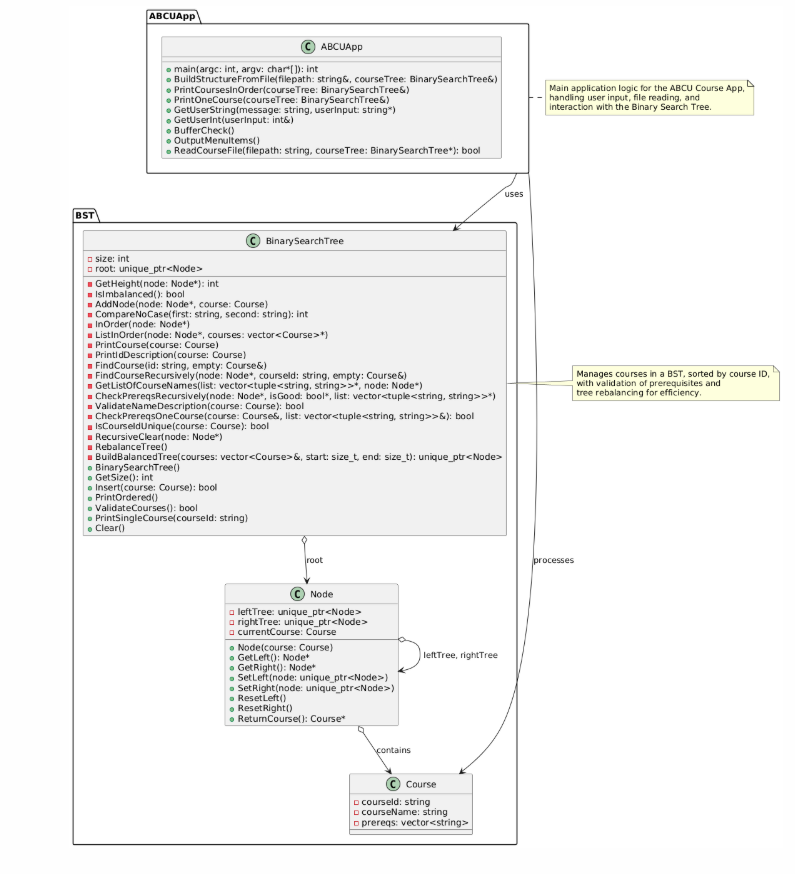 ABCUApp
C ABCUApp
main(argc: int, argv: char*[]): int
BuildStructureFromFile(filepath: string&, courseTree: BinarySearchTree&)
PrintCoursesInOrder(courseTree: BinarySearchTree&)
PrintOneCourse(courseTree: BinarySearchTree&)
GetUserString(message: string, userInput: string*)
GetUserInt(userInput: int&)
BufferCheck()
OutputMenuItems()
ReadCourseFile(filepath: string, courseTree: BinarySearchTree*): bool
Main application logic for the ABCU Course App,
handling user input, file reading, and
interaction with the Binary Search Tree.
uses
BST
C BinarySearchTree
size: int
root: unique_ptr<Node>
GetHeight(node: Node*): int
IsImbalanced(): bool
AddNode(node: Node*, course: Course)
CompareNoCase(first: string, second: string): int
InOrder(node: Node*)
ListInOrder(node: Node*, courses: vector<Course>*)
PrintCourse(course: Course)
PrintIdDescription(course: Course)
FindCourse(id: string, empty: Course&)
FindCourseRecursively(node: Node*, courseId: string, empty: Course&)
GetListOfCourseNames(list: vector<tuple<string, string>>*, node: Node*)
CheckPrereqsRecursively(node: Node*, isGood: bool*, list: vector<tuple<string, string>>*)
ValidateNameDescription(course: Course): bool
CheckPrereqsOneCourse(course: Course&, list: vector<tuple<string, string>>&): bool
IsCourseIdUnique(course: Course): bool
RecursiveClear(node: Node*)
RebalanceTree()
BuildBalancedTree(courses: vector<Course>&, start: size_t, end: size_t): unique_ptr<Node>
BinarySearchTree()
GetSize(): int
Insert(course: Course): bool
PrintOrdered()
ValidateCourses(): bool
PrintSingleCourse(courseId: string)
Clear()
Manages courses in a BST, sorted by course ID,
with validation of prerequisites and
tree rebalancing for efficiency.
root
processes
C Node
leftTree: unique_ptr<Node>
rightTree: unique_ptr<Node>
currentCourse: Course
Node(course: Course)
GetLeft(): Node*
GetRight(): Node*
SetLeft(node: unique_ptr<Node>)
SetRight(node: unique_ptr<Node>)
ResetLeft()
ResetRight()
ReturnCourse(): Course*
leftTree, rightTree
contains
C Course
courseId: string
courseName: string
prereqs: vector<string>